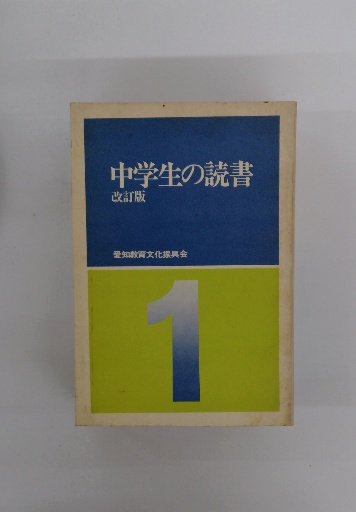 中学生の読書
改訂版
愛知教育文化振興会
1